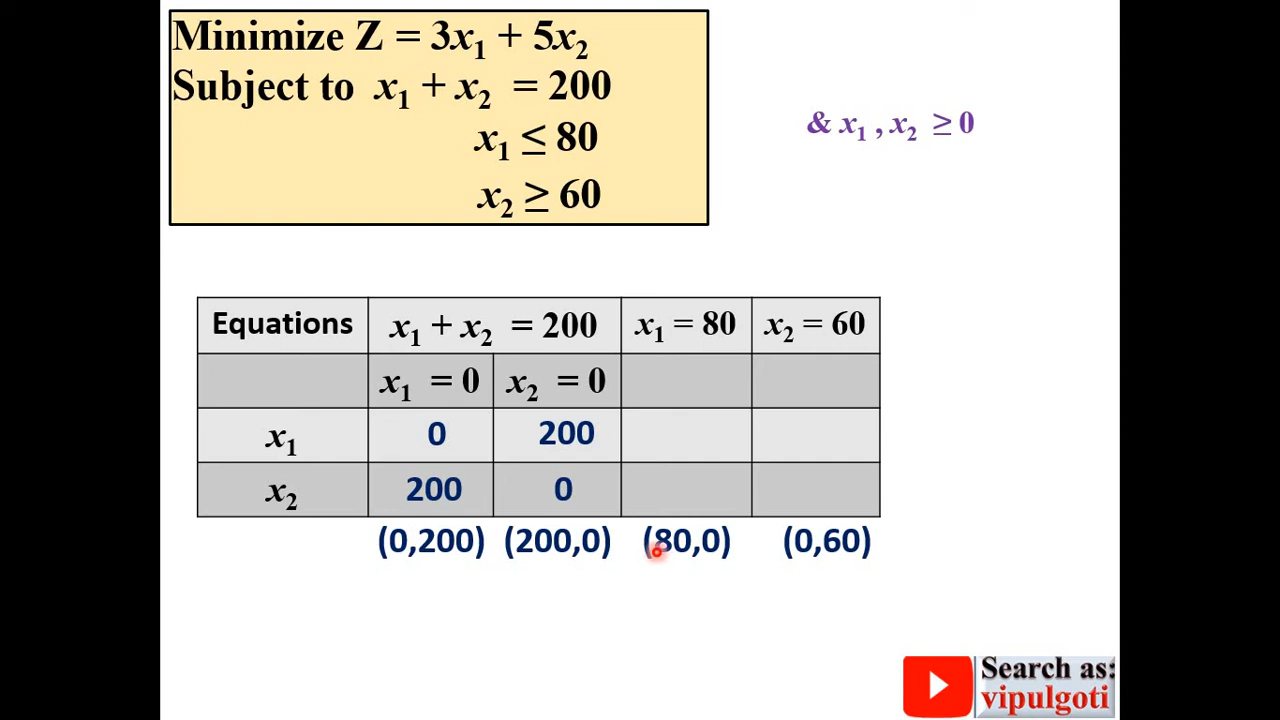 Minimize Z = 3x₁ + 5x₂
Subject to x₁ + x₂ = 200
x₁ ≤ 80
x₂ ≥ 60
& x₁ , x₂ ≥ 0
Equations x₁ + x₂ = 200 x₁ = 80 x₂ = 60
x₁ = 0 x₂ = 0
x₁ 0 200
x₂ 200 0
(0,200) (200,0) (80,0) (0,60)
Search as:
vipulgoti